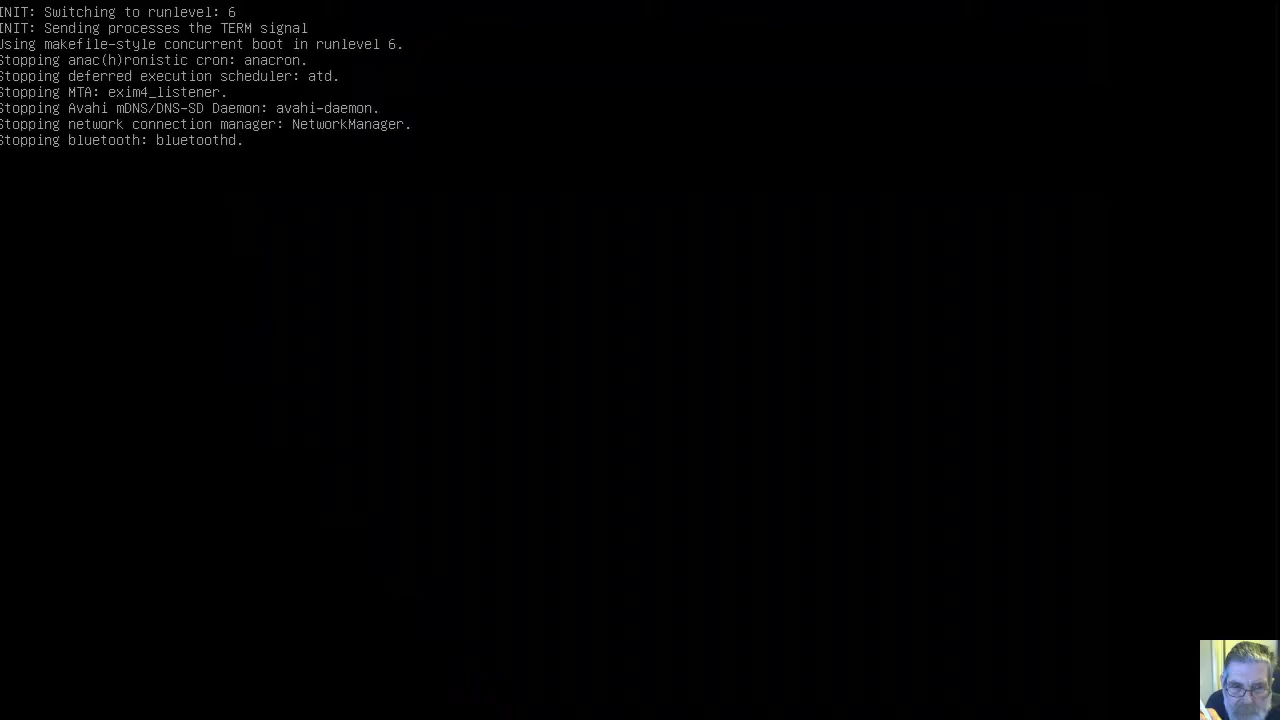 INIT: Switching to runlevel: 6
INIT: Sending processes the TERM signal
Using makefile-style concurrent boot in runlevel 6.
Stopping anac(h)ronistic cron: anacron.
Stopping deferred execution scheduler: atd.
Stopping MTA: exim4_listener.
Stopping Avahi mDNS/DNS-SD Daemon: avahi-daemon.
Stopping network connection manager: NetworkManager.
Stopping bluetooth: bluetoothd.